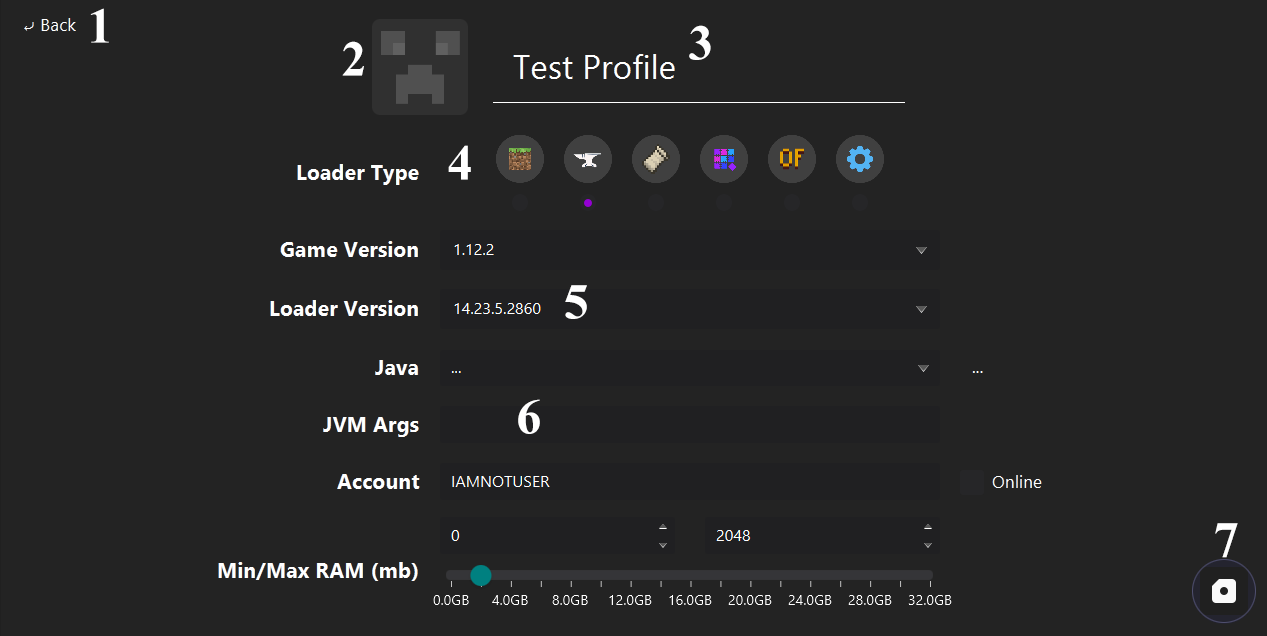 ⤶ Back 1
2
Test Profile 3
Loader Type 4 OF
Game Version 1.12.2
Loader Version 14.23.5.2860 5
Java ... ...
JVM Args 6
Account IAMNOTUSER Online
0 2048
7
Min/Max RAM (mb)
0.0GB 4.0GB 8.0GB 12.0GB 16.0GB 20.0GB 24.0GB 28.0GB 32.0GB